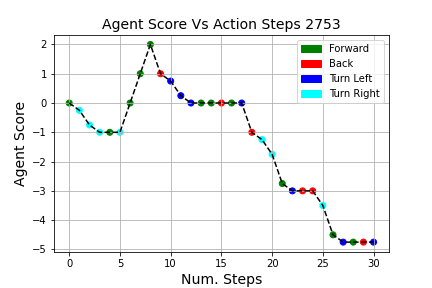 Agent Score Vs Action Steps 2753
Agent Score
2
1
0
−1
−2
−3
−4
−5
Forward
Back
Turn Left
Turn Right
0 5 10 15 20 25 30
Num. Steps